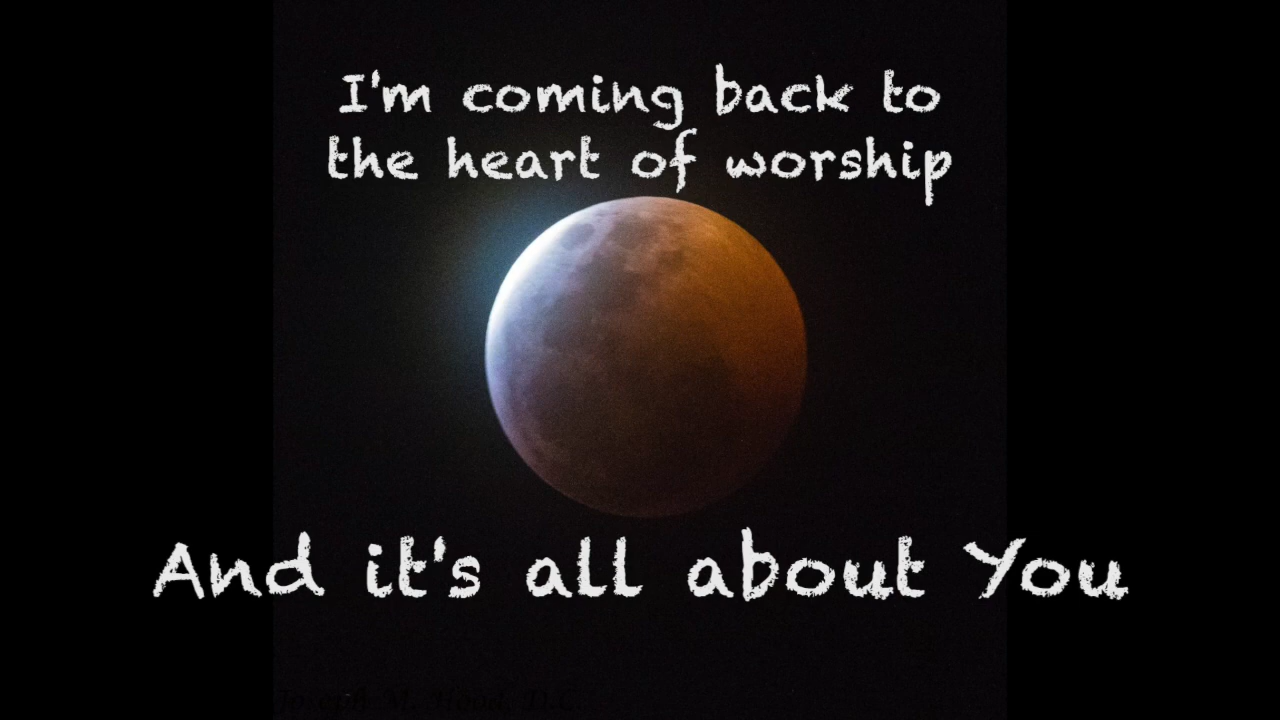 I'm coming back to
the heart of worship
And it's all about You